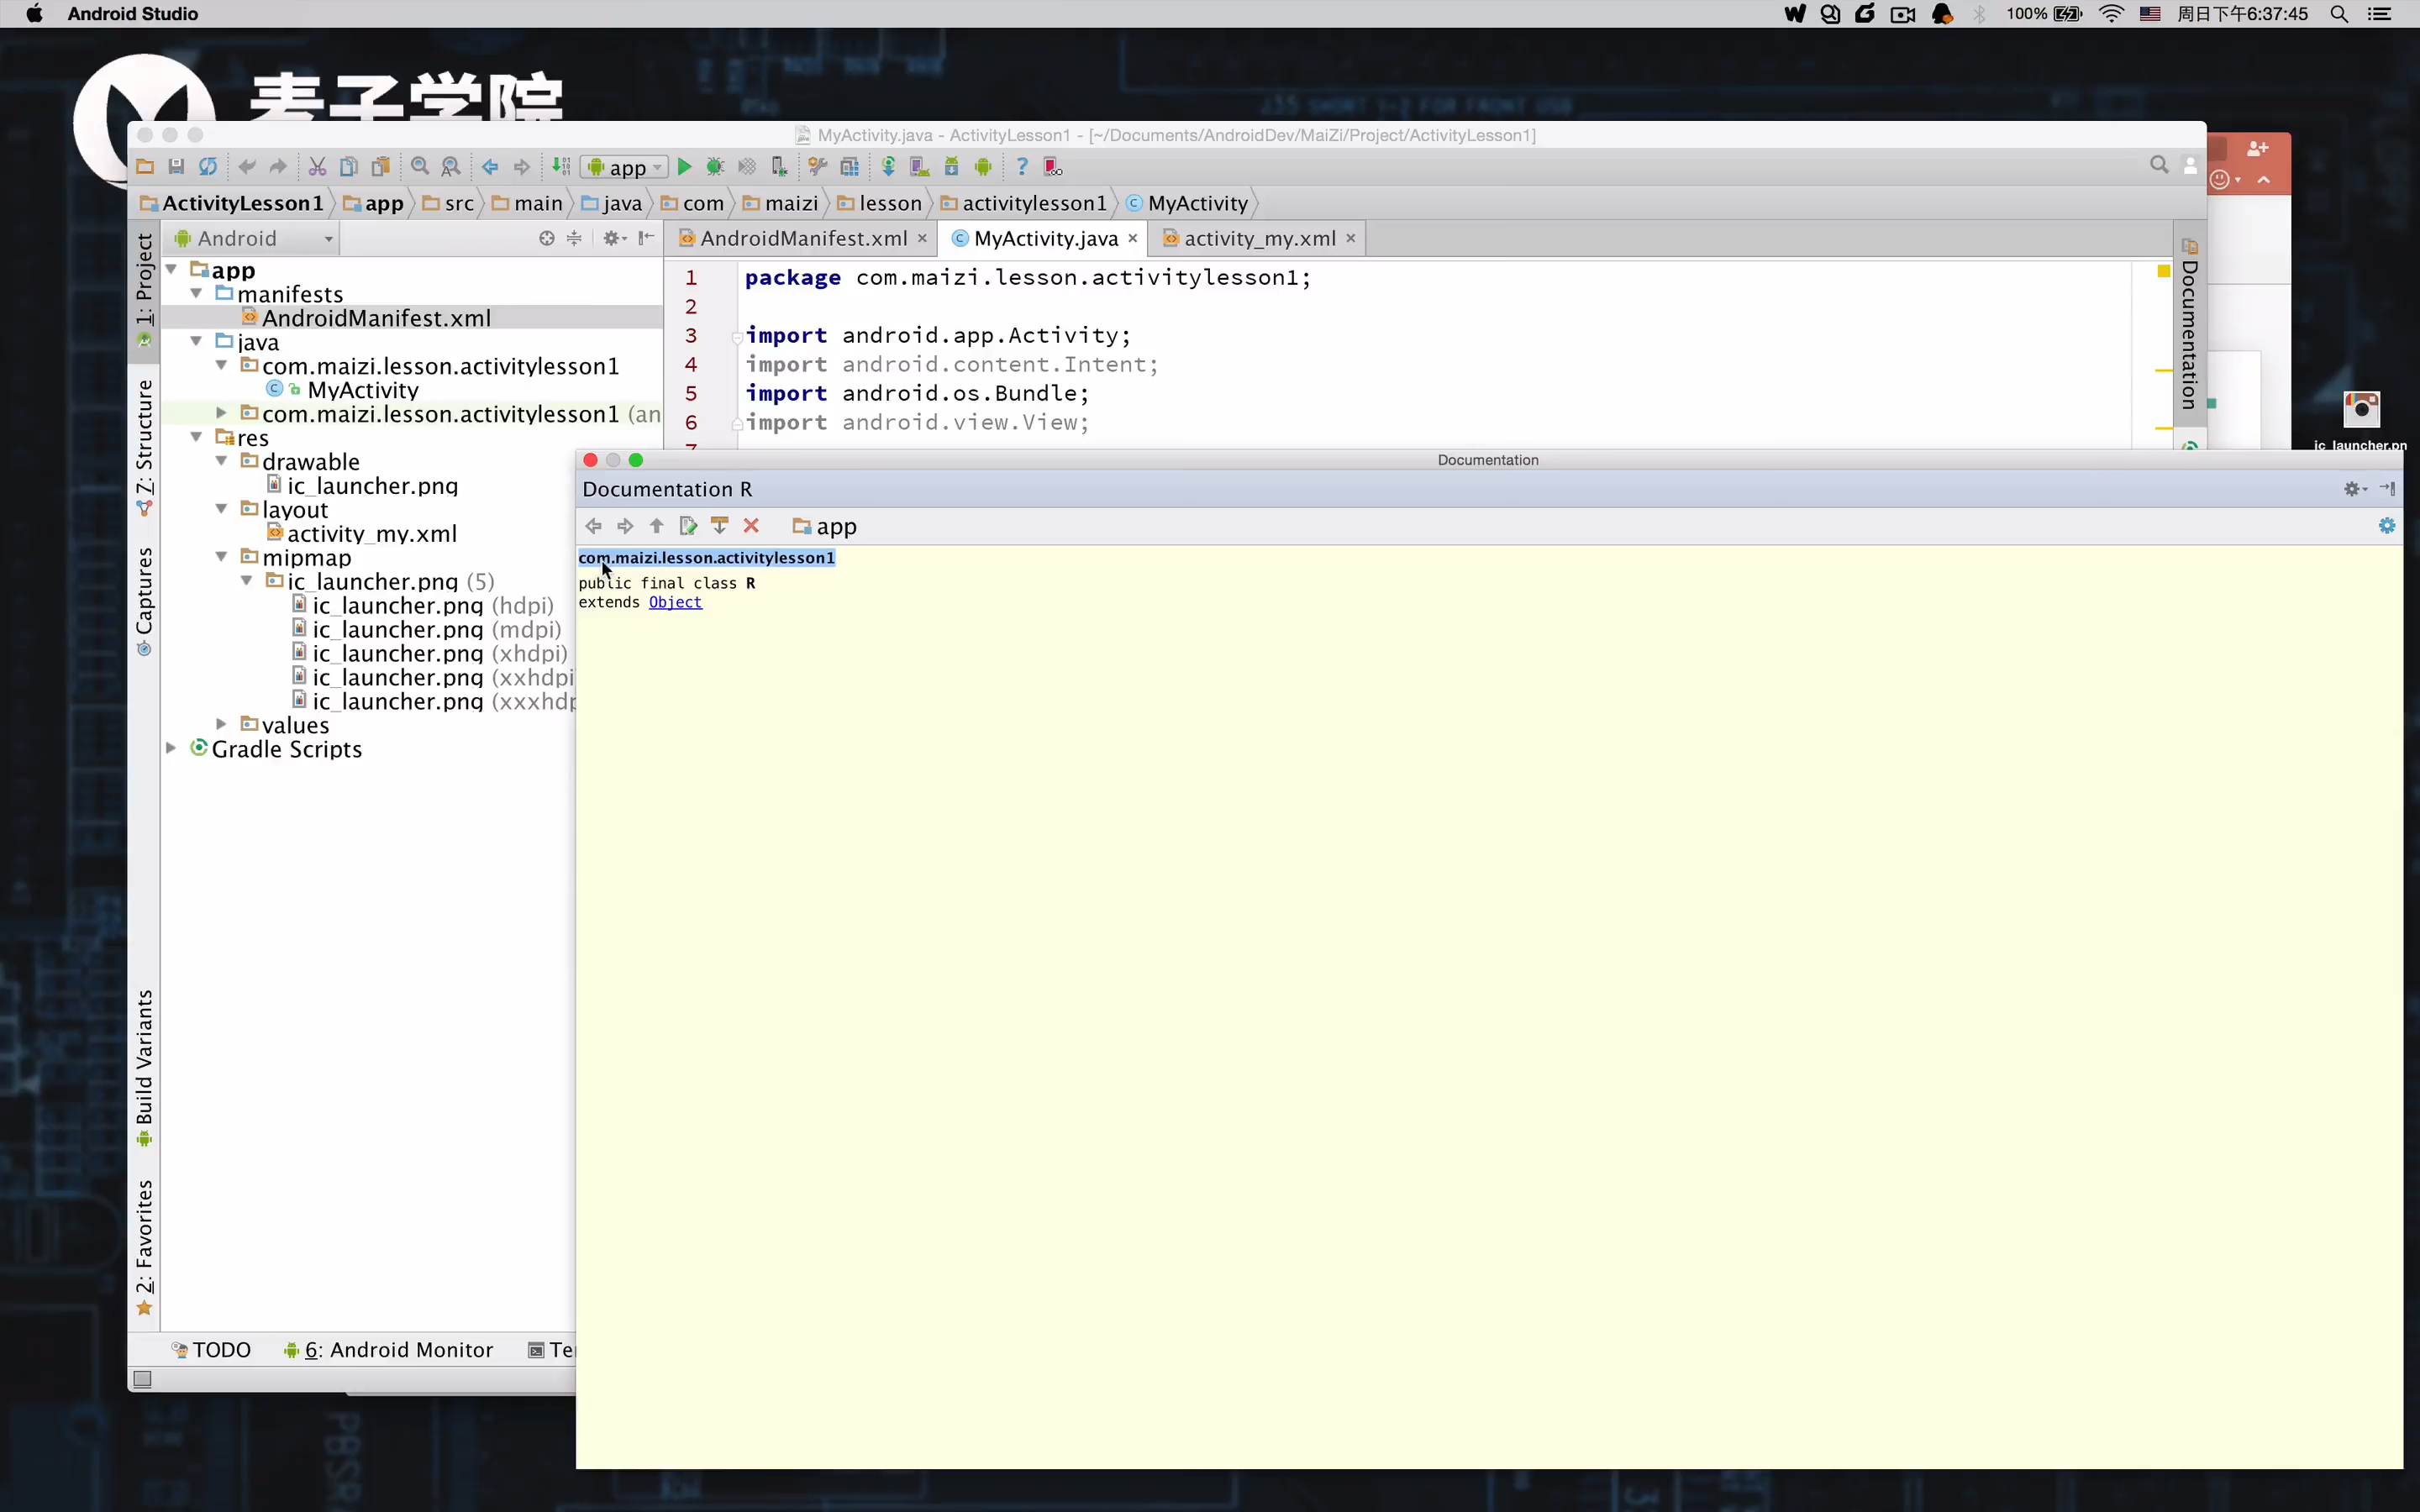 Android Studio
100%
周日下午6:37:45
麦子学院
MyActivity.java - ActivityLesson1 - [~/Documents/AndroidDev/MaiZi/Project/ActivityLesson1]
app
ActivityLesson1
app
src
main
java
com
maizi
lesson
activitylesson1
MyActivity
Android
AndroidManifest.xml
MyActivity.java
activity_my.xml
1: Project
7: Structure
Captures
Build Variants
2: Favorites
app
manifests
AndroidManifest.xml
java
com.maizi.lesson.activitylesson1
MyActivity
com.maizi.lesson.activitylesson1 (an
res
drawable
ic_launcher.png
layout
activity_my.xml
mipmap
ic_launcher.png (5)
ic_launcher.png (hdpi)
ic_launcher.png (mdpi)
ic_launcher.png (xhdpi)
ic_launcher.png (xxhdpi
ic_launcher.png (xxxhdp
values
Gradle Scripts
1 package com.maizi.lesson.activitylesson1;
2
3 import android.app.Activity;
4 import android.content.Intent;
5 import android.os.Bundle;
6 import android.view.View;
Documentation
ic_launcher.pn
Documentation
Documentation R
app
com.maizi.lesson.activitylesson1
public final class R
extends Object
TODO
6: Android Monitor
Te